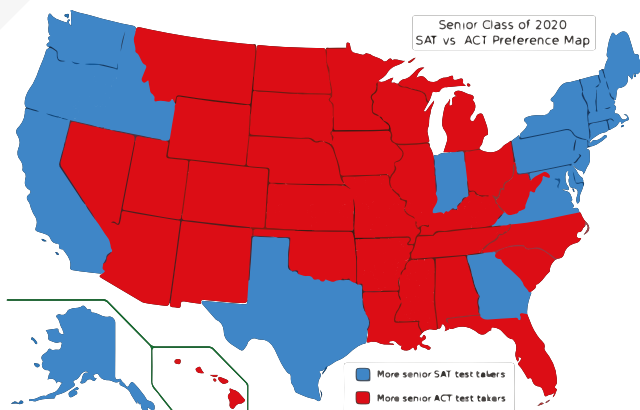 Senior Class of 2020
SAT vs ACT Preference Map
More senior SAT test takers
More senior ACT test takers